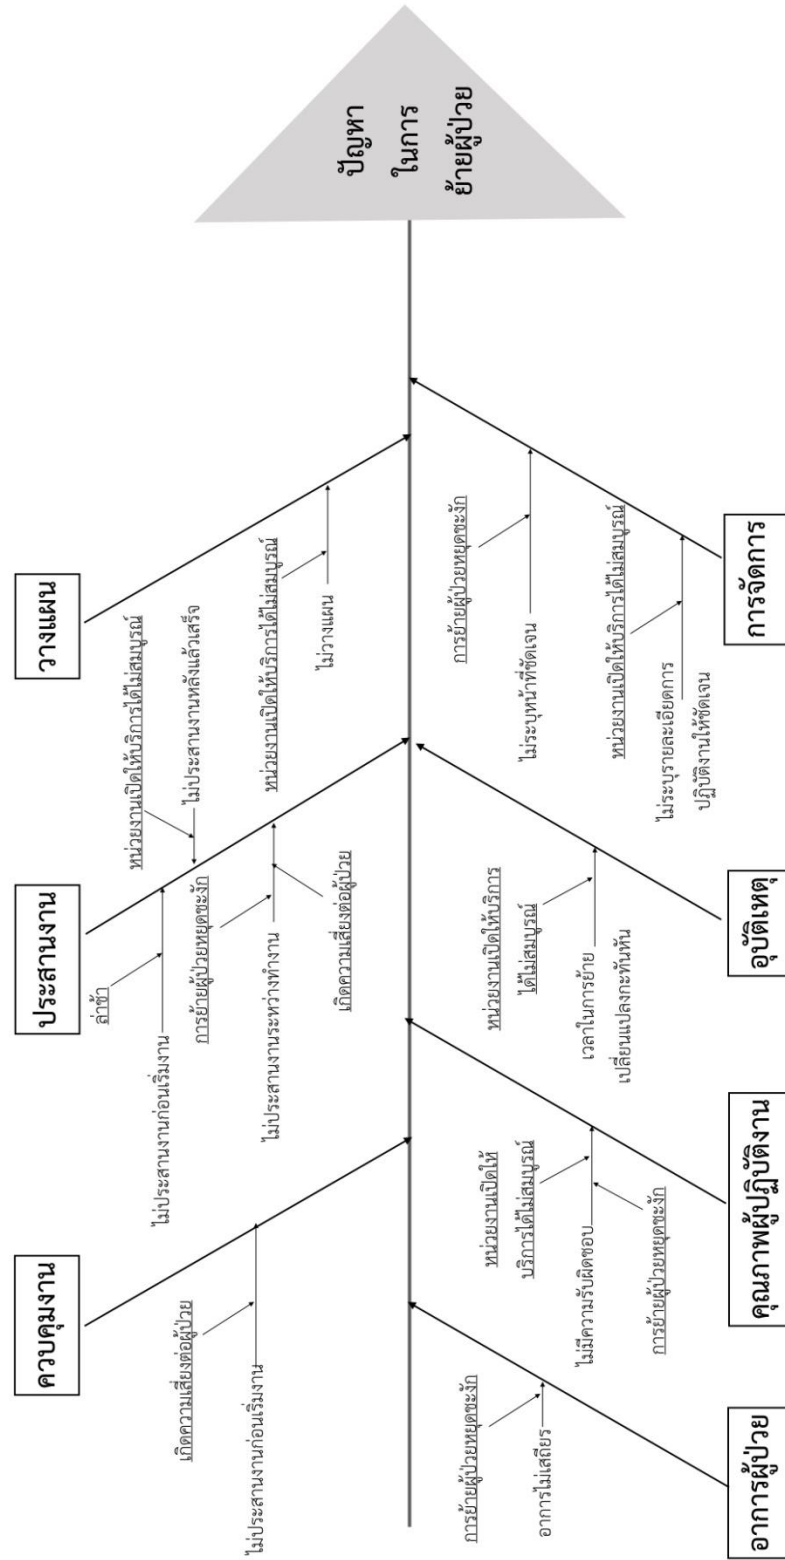 ควบคุมงาน
ประสานงาน
วางแผน
เกิดความเสี่ยงต่อผู้ป่วย
ไม่ประสานงานก่อนเริ่มงาน
ล่าช้า
ไม่ประสานงานก่อนเริ่มงาน
การย้ายผู้ป่วยหยุดชะงัก
ไม่ประสานงานระหว่างทำงาน
เกิดความเสี่ยงต่อผู้ป่วย
หน่วยงานเปิดให้บริการได้ไม่สมบูรณ์
ไม่ประสานงานหลังแล้วเสร็จ
หน่วยงานเปิดให้บริการได้ไม่สมบูรณ์
ไม่วางแผน
ปัญหา
ในการ
ย้ายผู้ป่วย
การย้ายผู้ป่วยหยุดชะงัก
อาการไม่เสถียร
หน่วยงานเปิดให้
บริการได้ไม่สมบูรณ์
ไม่มีความรับผิดชอบ
การย้ายผู้ป่วยหยุดชะงัก
หน่วยงานเปิดให้บริการ
ได้ไม่สมบูรณ์
เวลาในการย้าย
เปลี่ยนแปลงกะทันหัน
การย้ายผู้ป่วยหยุดชะงัก
ไม่ระบุหน้าที่ชัดเจน
หน่วยงานเปิดให้บริการได้ไม่สมบูรณ์
ไม่ระบุรายละเอียดการ
ปฏิบัติงานให้ชัดเจน
อาการผู้ป่วย
คุณภาพผู้ปฏิบัติงาน
อุบัติเหตุ
การจัดการ